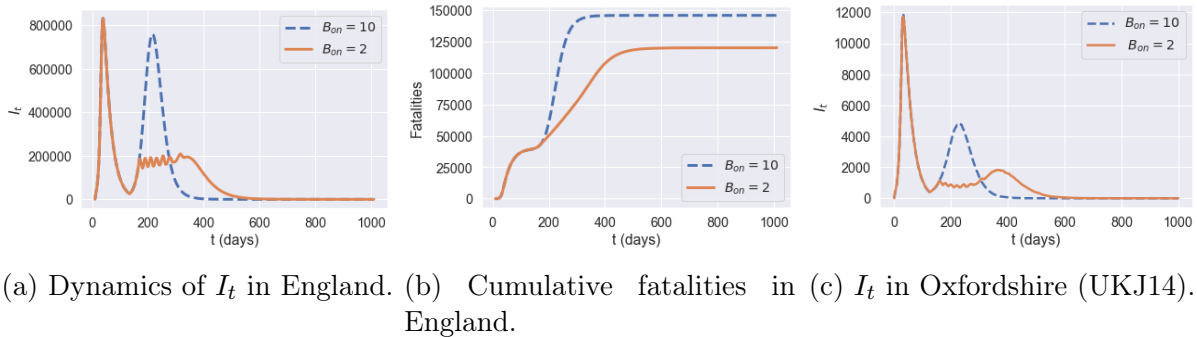 800000
600000
400000
200000
0
I_t
0 200 400 600 800 1000
t (days)
B_on = 10
B_on = 2
150000
125000
100000
75000
50000
25000
0
Fatalities
0 200 400 600 800 1000
t (days)
B_on = 10
B_on = 2
12000
10000
8000
6000
4000
2000
0
I_t
0 200 400 600 800 1000
t (days)
B_on = 10
B_on = 2
(a) Dynamics of I_t in England.
(b) Cumulative fatalities in
England.
(c) I_t in Oxfordshire (UKJ14).